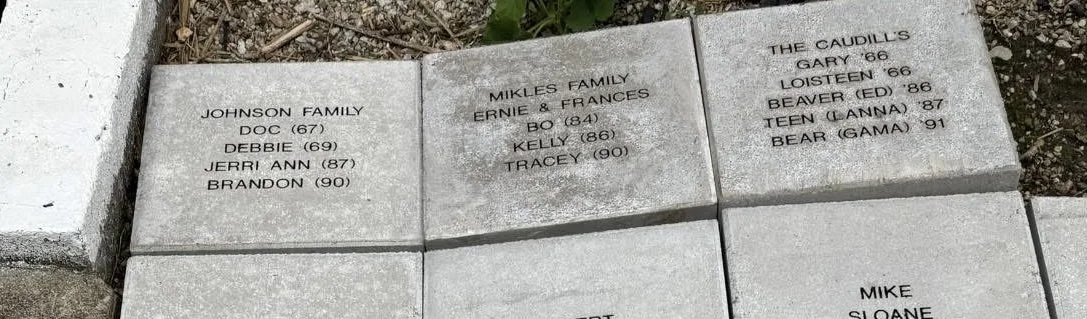 JOHNSON FAMILY
DOC (67)
DEBBIE (69)
JERRI ANN (87)
BRANDON (90)
MIKLES FAMILY
ERNIE & FRANCES
BO (84)
KELLY (86)
TRACEY (90)
THE CAUDILL'S
GARY '66
LOISTEEN '66
BEAVER (ED) '86
TEEN (LANNA) '87
BEAR (GAMA) '91
MIKE
SLOANE